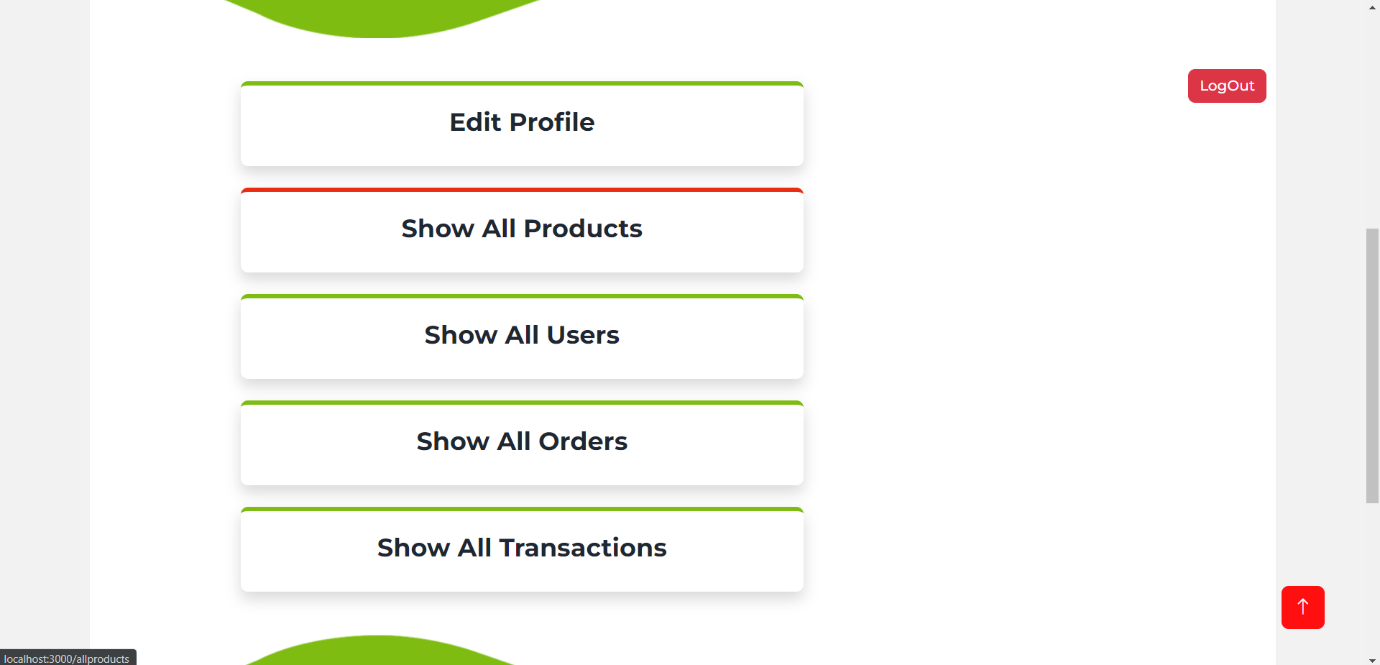 LogOut
Edit Profile
Show All Products
Show All Users
Show All Orders
Show All Transactions
localhost:3000/allproducts